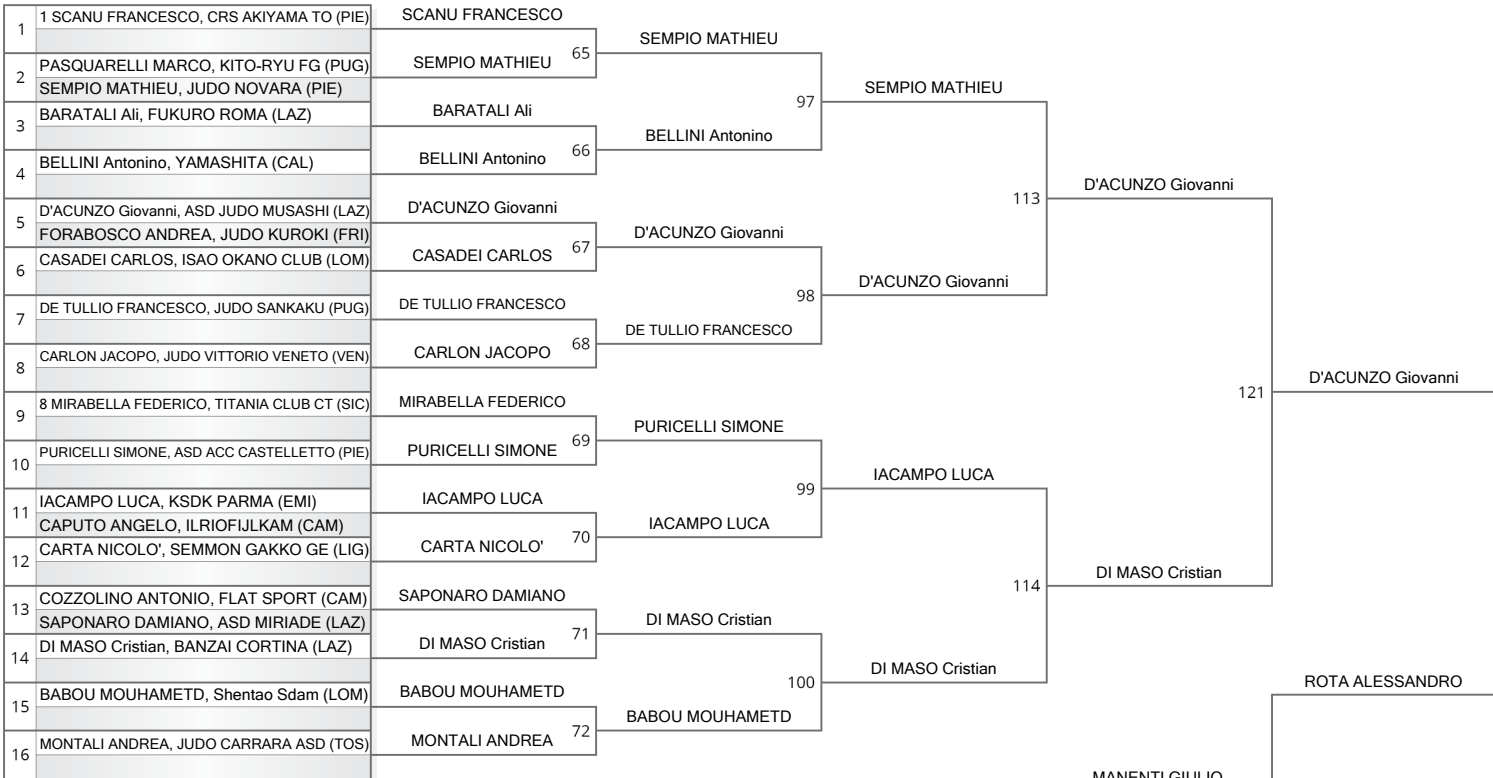 1
1 SCANU FRANCESCO, CRS AKIYAMA TO (PIE)
2
PASQUARELLI MARCO, KITO-RYU FG (PUG)
SEMPIO MATHIEU, JUDO NOVARA (PIE)
3
BARATALI Ali, FUKURO ROMA (LAZ)
4
BELLINI Antonino, YAMASHITA (CAL)
5
D'ACUNZO Giovanni, ASD JUDO MUSASHI (LAZ)
FORABOSCO ANDREA, JUDO KUROKI (FRI)
6
CASADEI CARLOS, ISAO OKANO CLUB (LOM)
7
DE TULLIO FRANCESCO, JUDO SANKAKU (PUG)
8
CARLON JACOPO, JUDO VITTORIO VENETO (VEN)
9
8 MIRABELLA FEDERICO, TITANIA CLUB CT (SIC)
10
PURICELLI SIMONE, ASD ACC CASTELLETTO (PIE)
11
IACAMPO LUCA, KSDK PARMA (EMI)
CAPUTO ANGELO, ILRIOFIJLKAM (CAM)
12
CARTA NICOLO', SEMMON GAKKO GE (LIG)
13
COZZOLINO ANTONIO, FLAT SPORT (CAM)
SAPONARO DAMIANO, ASD MIRIADE (LAZ)
14
DI MASO Cristian, BANZAI CORTINA (LAZ)
15
BABOU MOUHAMETD, Shentao Sdam (LOM)
16
MONTALI ANDREA, JUDO CARRARA ASD (TOS)
SCANU FRANCESCO
65
SEMPIO MATHIEU
BARATALI Ali
66
BELLINI Antonino
D'ACUNZO Giovanni
67
CASADEI CARLOS
DE TULLIO FRANCESCO
68
CARLON JACOPO
MIRABELLA FEDERICO
69
PURICELLI SIMONE
IACAMPO LUCA
70
CARTA NICOLO'
SAPONARO DAMIANO
71
DI MASO Cristian
BABOU MOUHAMETD
72
MONTALI ANDREA
SEMPIO MATHIEU
97
BELLINI Antonino
D'ACUNZO Giovanni
98
DE TULLIO FRANCESCO
PURICELLI SIMONE
99
IACAMPO LUCA
DI MASO Cristian
100
BABOU MOUHAMETD
SEMPIO MATHIEU
113
D'ACUNZO Giovanni
IACAMPO LUCA
114
DI MASO Cristian
D'ACUNZO Giovanni
121
DI MASO Cristian
MANENTI GIULIO
D'ACUNZO Giovanni
ROTA ALESSANDRO